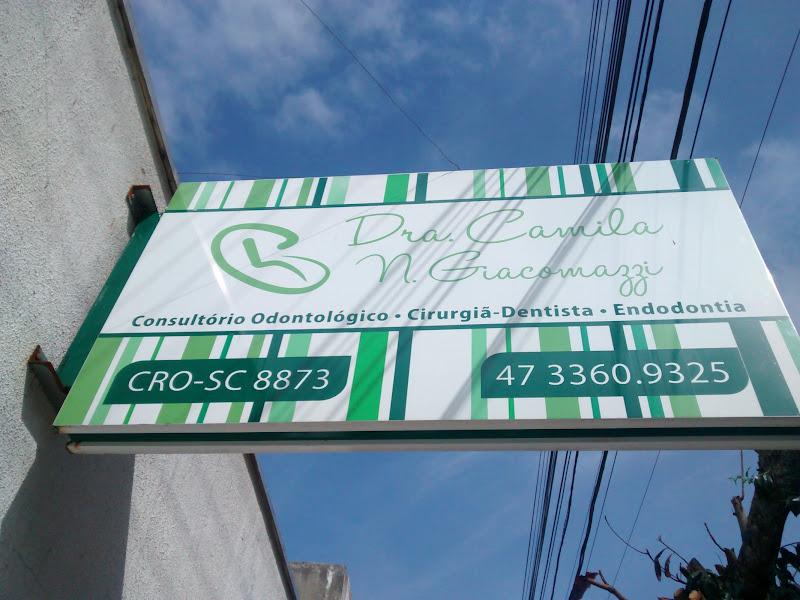 Dra. Camila
N. Giacomazzi
Consultório Odontológico • Cirurgiã-Dentista • Endodontia
CRO-SC 8873
47 3360.9325